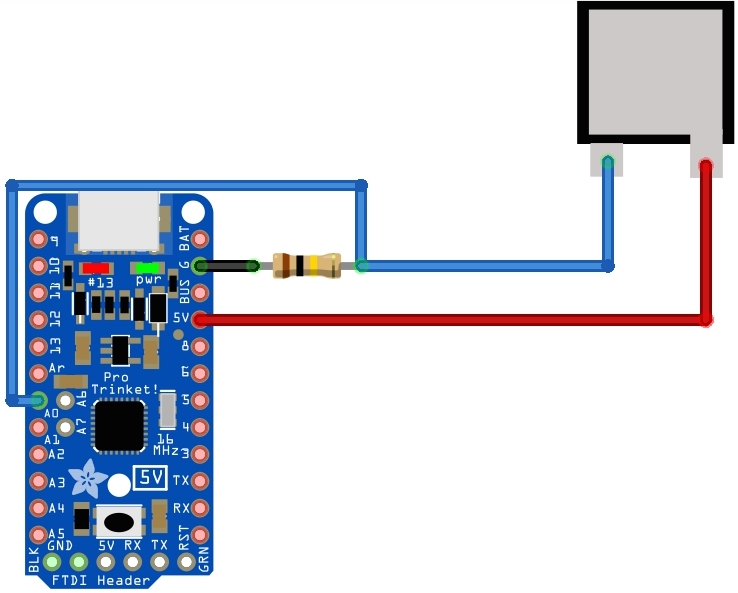 9
10
11
12
13
Ar
A0
A1
A2
A3
A4
A5
BLK
#13
pwr
A6
A7
Pro
Trinket!
16
MHz
5V
BAT
G
BUS
5V
8
6
5
4
3
TX
RX
RST
GRN
GND 5V RX TX
FTDI Header